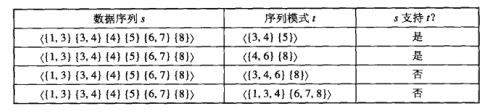 数据序列 s 序列模式 t s 支持 t?
⟨{1, 3} {3, 4} {4} {5} {6, 7} {8}⟩ ⟨{3, 4} {5}⟩ 是
⟨{1, 3} {3, 4} {4} {5} {6, 7} {8}⟩ ⟨{4, 6} {8}⟩ 是
⟨{1, 3} {3, 4} {4} {5} {6, 7} {8}⟩ ⟨{3, 4, 6} {8}⟩ 否
⟨{1, 3} {3, 4} {4} {5} {6, 7} {8}⟩ ⟨{1, 3, 4} {6, 7, 8}⟩ 否